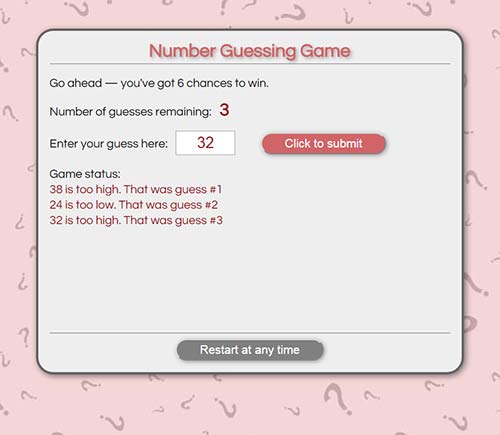 Number Guessing Game
Go ahead — you've got 6 chances to win.
Number of guesses remaining: 3
Enter your guess here: 32 Click to submit
Game status:
38 is too high. That was guess #1
24 is too low. That was guess #2
32 is too high. That was guess #3
Restart at any time